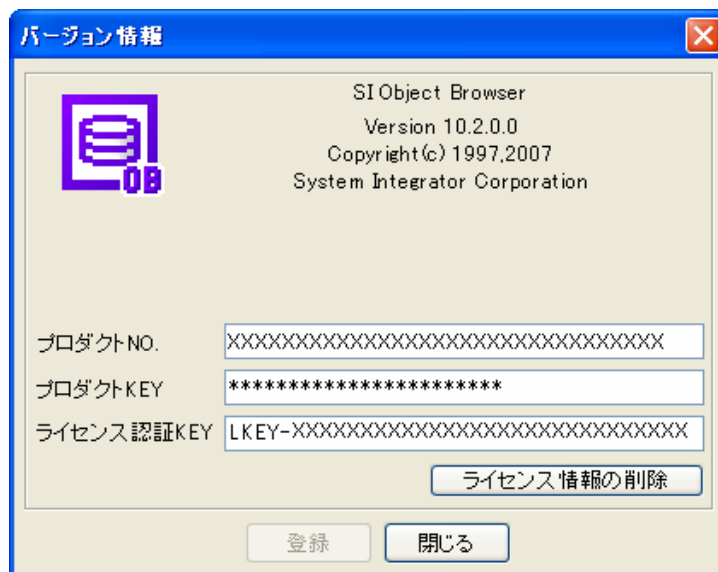 バージョン情報
SI Object Browser
Version 10.2.0.0
Copyright(c) 1997,2007
System Integrator Corporation
OB
プロダクトNO. XXXXXXXXXXXXXXXXXXXXXXXXXXXXXXXX
プロダクトKEY ***********************
ライセンス認証KEY LKEY-XXXXXXXXXXXXXXXXXXXXXXXXXXXXX
ライセンス情報の削除
登録 閉じる